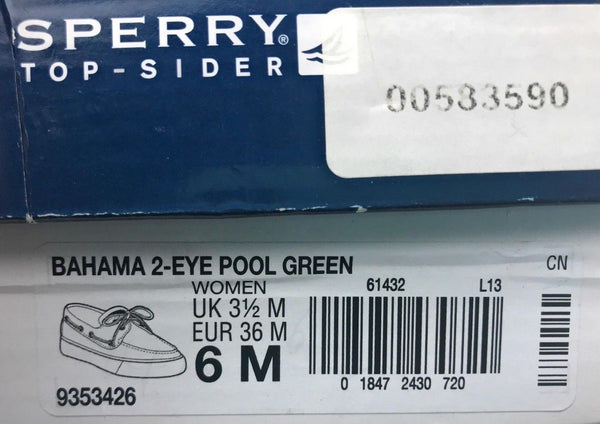 SPERRY®
TOP-SIDER
00583590
BAHAMA 2-EYE POOL GREEN
CN
WOMEN
61432 L13
UK 3½ M
EUR 36 M
6 M
0 1847 2430 720
9353426